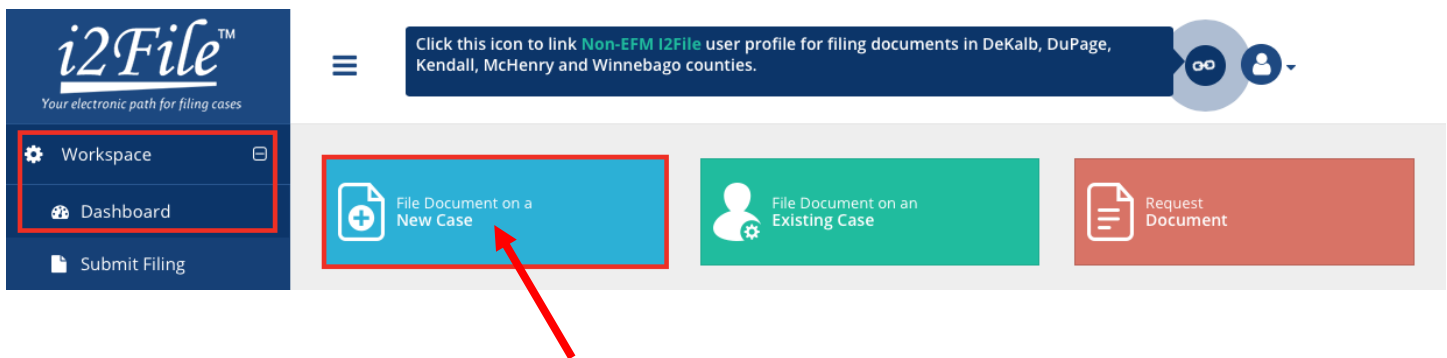 i2File™
Your electronic path for filing cases
Click this icon to link Non-EFM I2File user profile for filing documents in DeKalb, DuPage,
Kendall, McHenry and Winnebago counties.
Workspace
Dashboard
Submit Filing
File Document on a
New Case
File Document on an
Existing Case
Request
Document